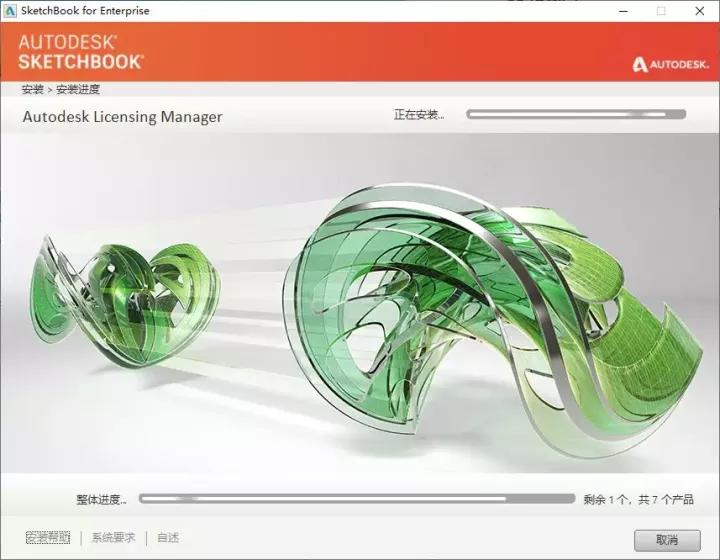 SketchBook for Enterprise
AUTODESK®
SKETCHBOOK®
AUTODESK.
安装 > 安装进度
Autodesk Licensing Manager
正在安装...
整体进度...
剩余 1 个，共 7 个产品
安装帮助 | 系统要求 | 自述
取消